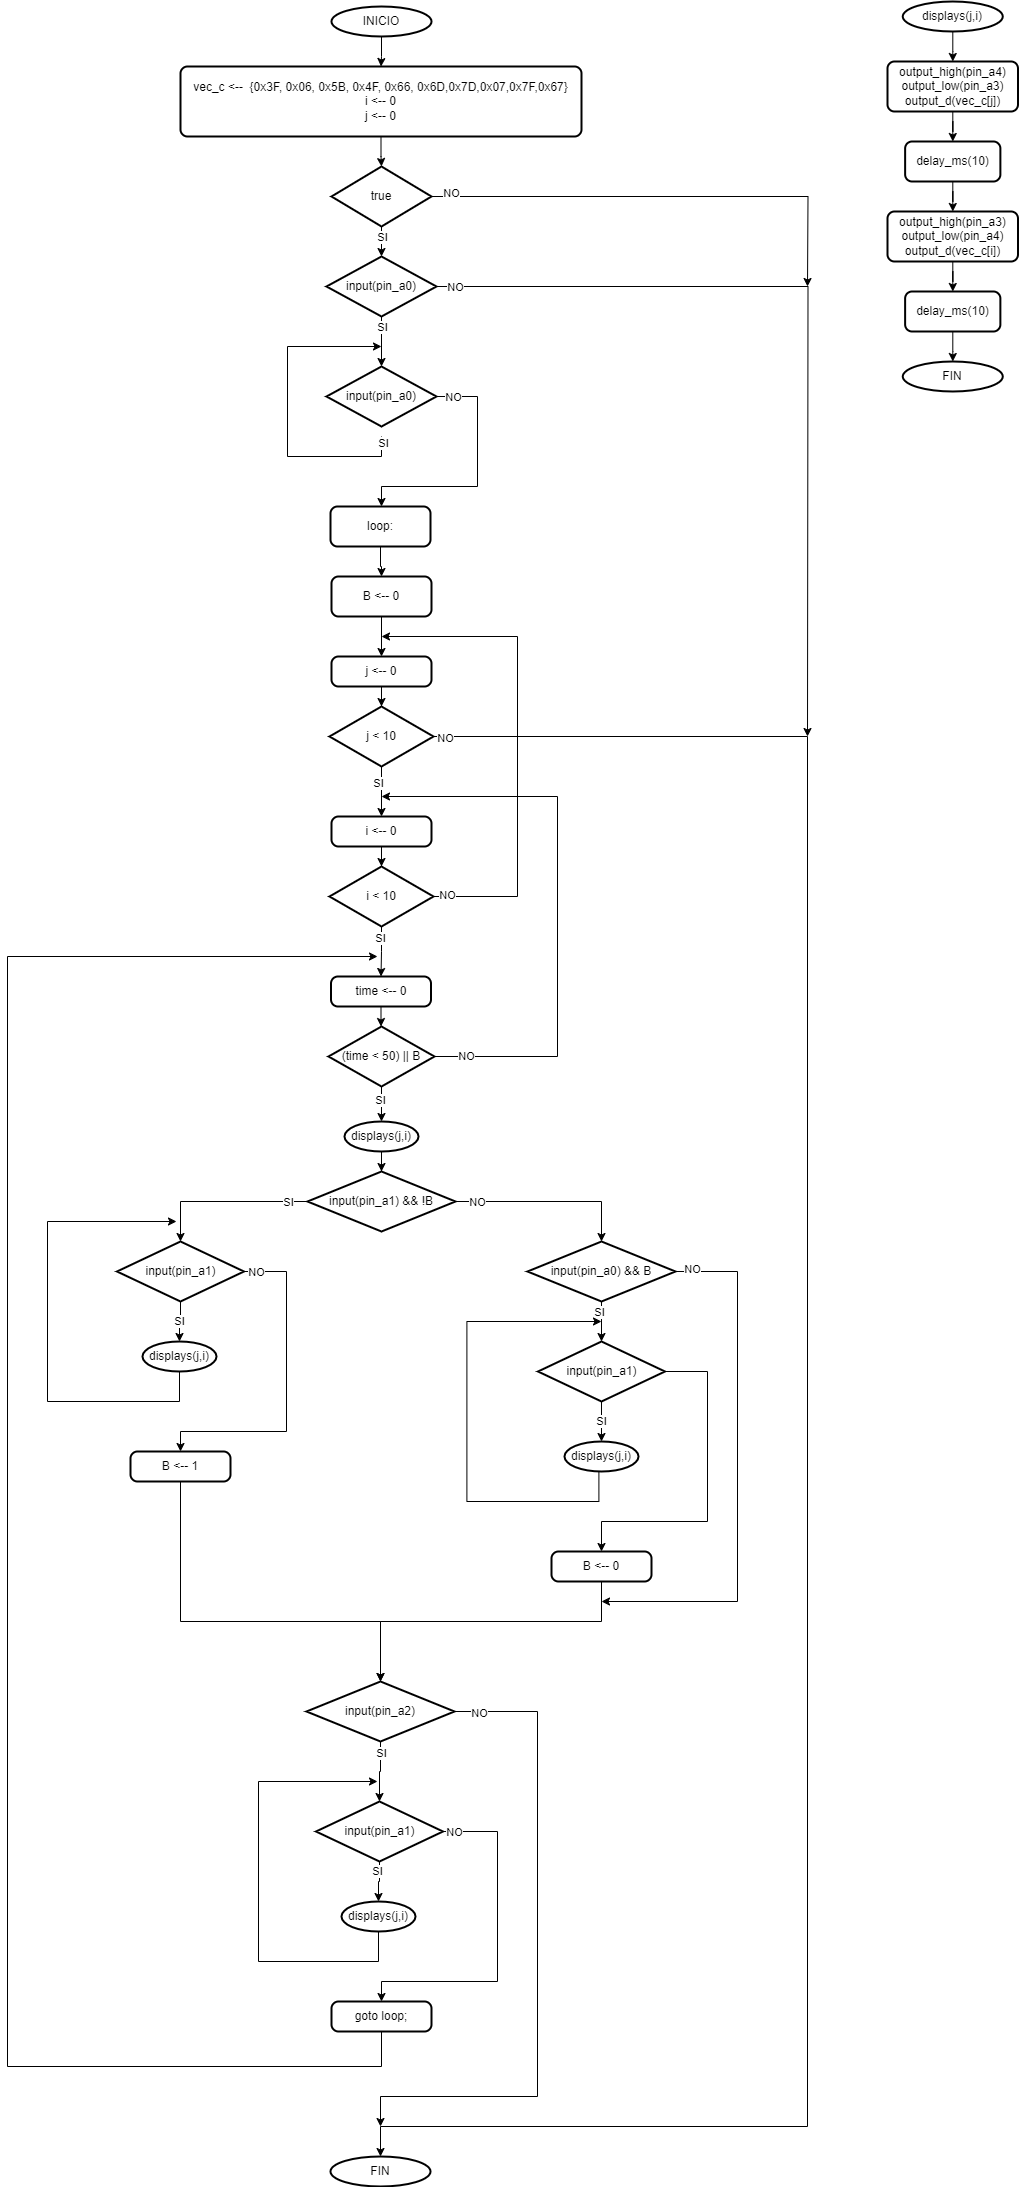 INICIO
vec_c <-- {0x3F, 0x06, 0x5B, 0x4F, 0x66, 0x6D,0x7D,0x07,0x7F,0x67}
i <-- 0
j <-- 0
true
NO
SI
input(pin_a0)
NO
SI
input(pin_a0)
NO
SI
loop:
B <-- 0
j <-- 0
j < 10
NO
SI
i <-- 0
i < 10
NO
SI
time <-- 0
(time < 50) || B
NO
SI
displays(j,i)
input(pin_a1) && !B
SI
NO
input(pin_a1)
NO
SI
displays(j,i)
B <-- 1
input(pin_a0) && B
NO
SI
input(pin_a1)
SI
displays(j,i)
B <-- 0
input(pin_a2)
NO
SI
input(pin_a1)
NO
SI
displays(j,i)
goto loop;
FIN
displays(j,i)
output_high(pin_a4)
output_low(pin_a3)
output_d(vec_c[j])
delay_ms(10)
output_high(pin_a3)
output_low(pin_a4)
output_d(vec_c[i])
delay_ms(10)
FIN